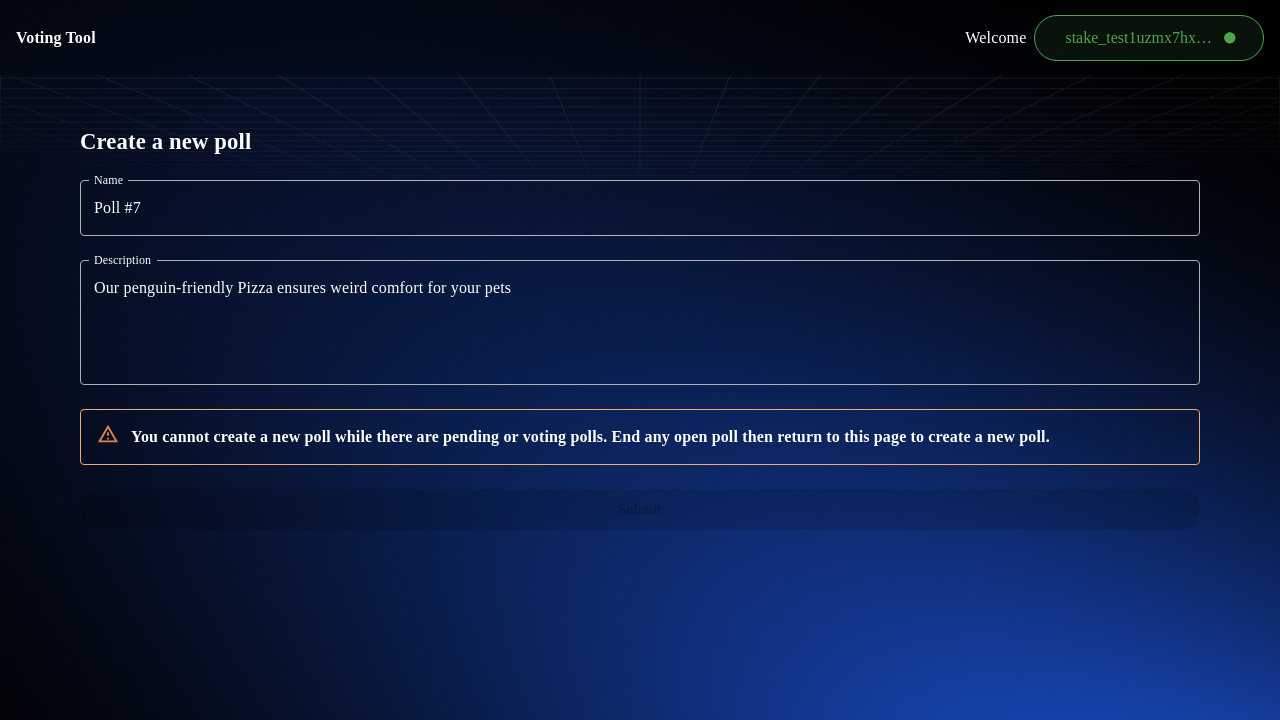 Voting Tool
Welcome
stake_test1uzmx7hx…
Create a new poll
Name
Poll #7
Description
Our penguin-friendly Pizza ensures weird comfort for your pets
You cannot create a new poll while there are pending or voting polls. End any open poll then return to this page to create a new poll.
Submit